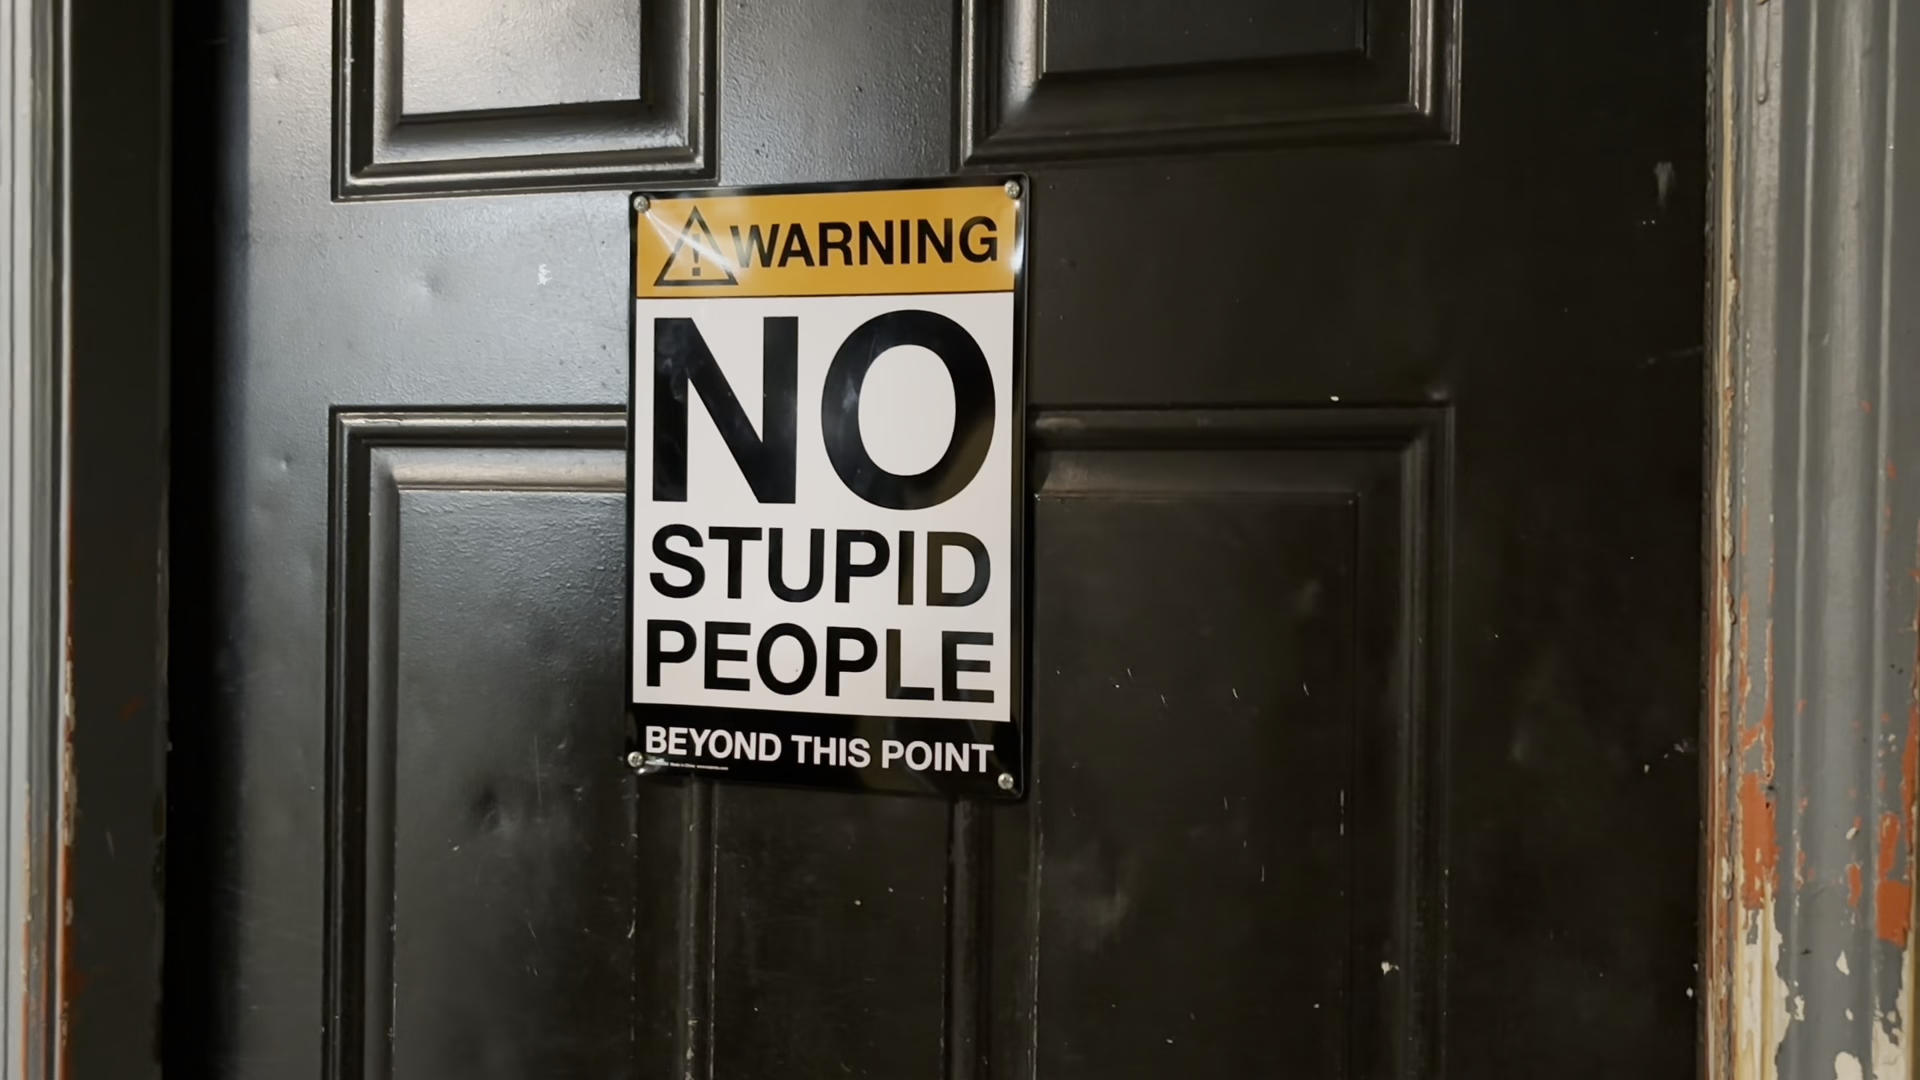 WARNING
NO
STUPID
PEOPLE
BEYOND THIS POINT